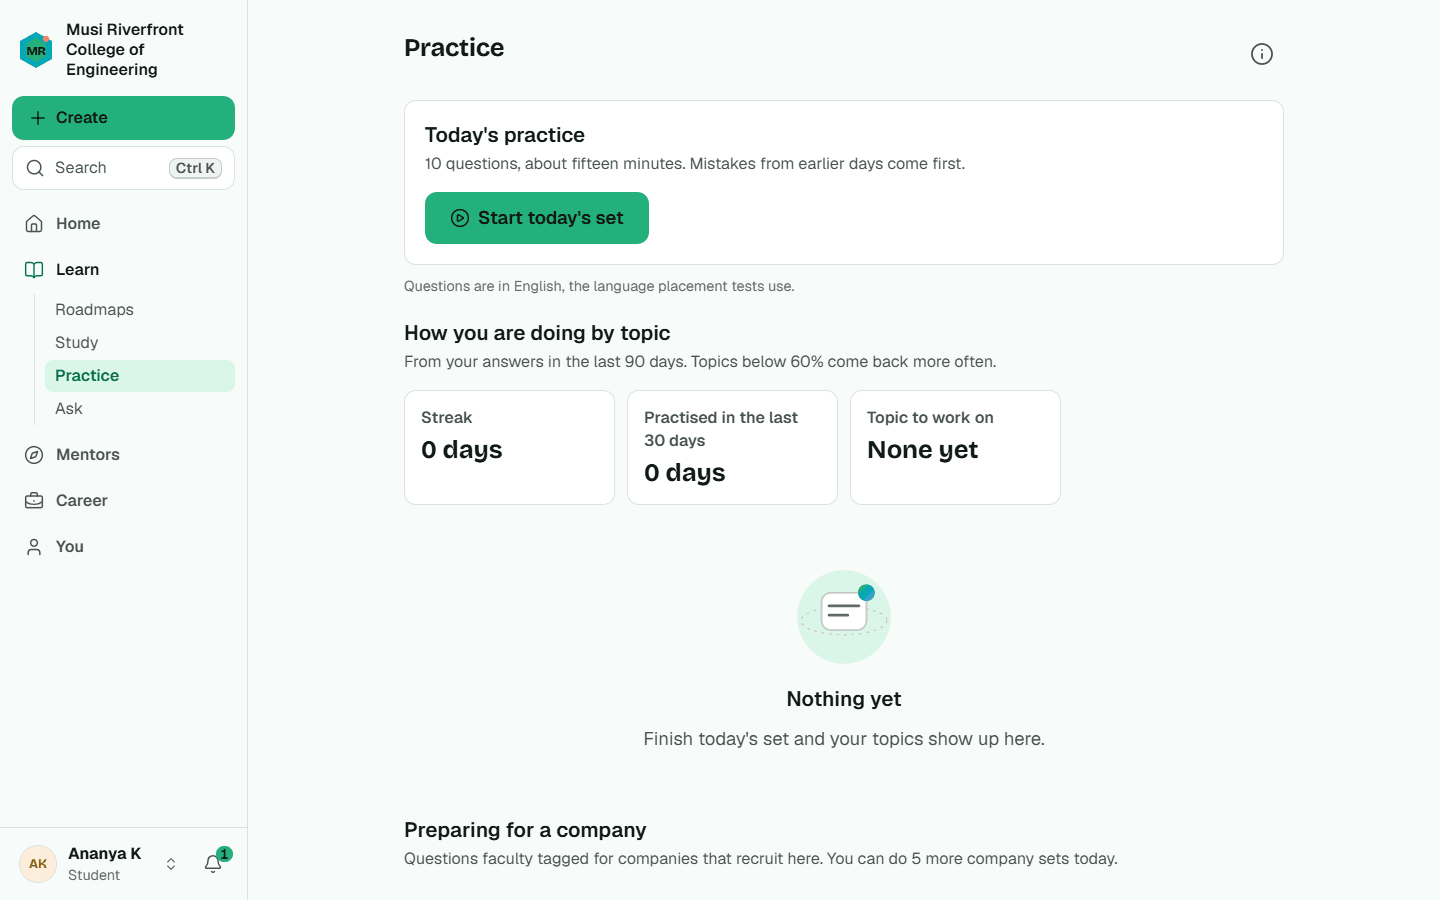 MR
Musi Riverfront
College of
Engineering
Create
Search
Ctrl K
Home
Learn
Roadmaps
Study
Practice
Ask
Mentors
Career
You
AK
Ananya K
Student
1
Practice
Today's practice
10 questions, about fifteen minutes. Mistakes from earlier days come first.
Start today's set
Questions are in English, the language placement tests use.
How you are doing by topic
From your answers in the last 90 days. Topics below 60% come back more often.
Streak
0 days
Practised in the last
30 days
0 days
Topic to work on
None yet
Nothing yet
Finish today's set and your topics show up here.
Preparing for a company
Questions faculty tagged for companies that recruit here. You can do 5 more company sets today.